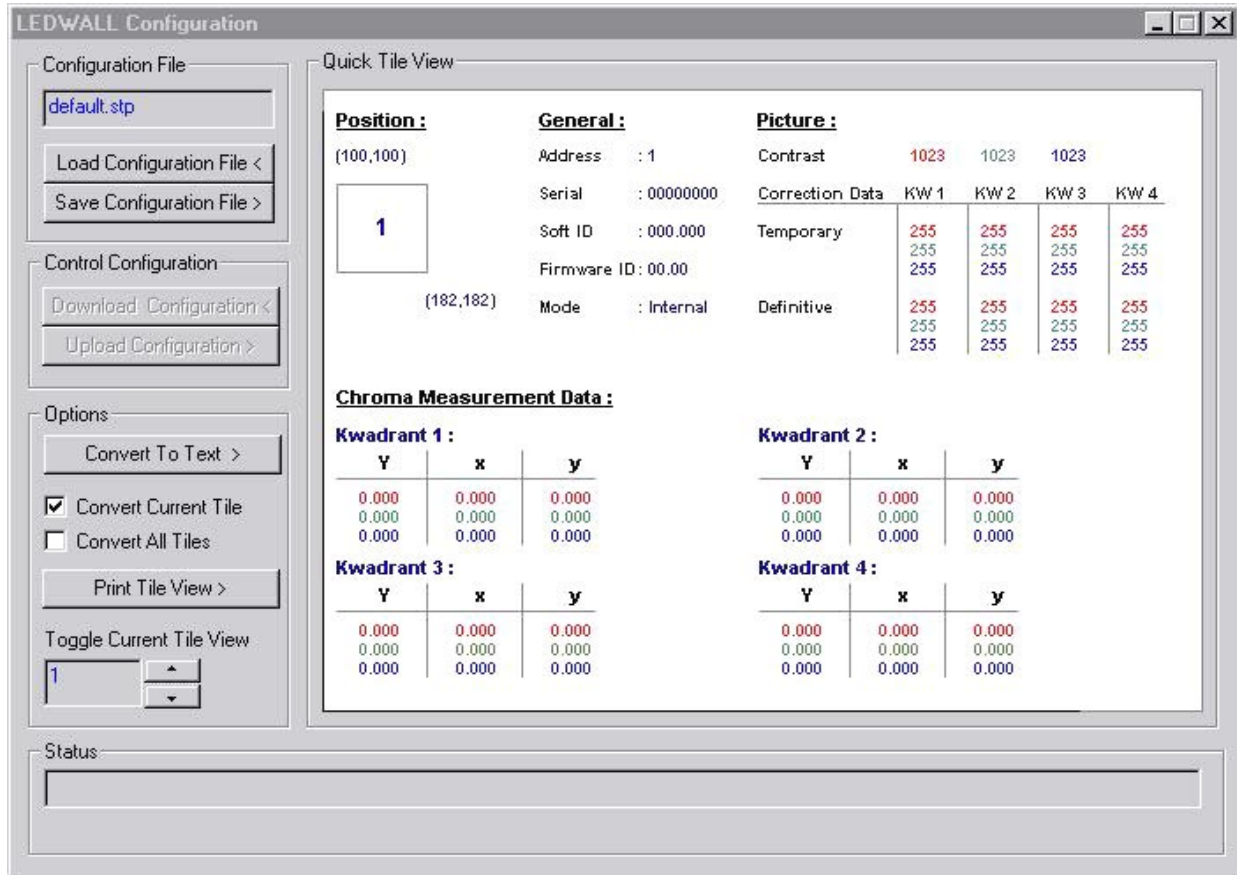 LEDWALL Configuration
Configuration File
default.stp
Load Configuration File <
Save Configuration File >
Control Configuration
Download Configuration <
Upload Configuration >
Options
Convert To Text >
Convert Current Tile
Convert All Tiles
Print Tile View >
Toggle Current Tile View
1
Quick Tile View
Position :
(100,100)
1
(182,182)
General :
Address : 1
Serial : 00000000
Soft ID : 000.000
Firmware ID : 00.00
Mode : Internal
Picture :
Contrast 1023 1023 1023
Correction Data KW 1 KW 2 KW 3 KW 4
Temporary 255 255 255 255
255 255 255 255
255 255 255 255
Definitive 255 255 255 255
255 255 255 255
255 255 255 255
Chroma Measurement Data :
Kwadrant 1 :
Y x y
0.000 0.000 0.000
0.000 0.000 0.000
0.000 0.000 0.000
Kwadrant 2 :
Y x y
0.000 0.000 0.000
0.000 0.000 0.000
0.000 0.000 0.000
Kwadrant 3 :
Y x y
0.000 0.000 0.000
0.000 0.000 0.000
0.000 0.000 0.000
Kwadrant 4 :
Y x y
0.000 0.000 0.000
0.000 0.000 0.000
0.000 0.000 0.000
Status